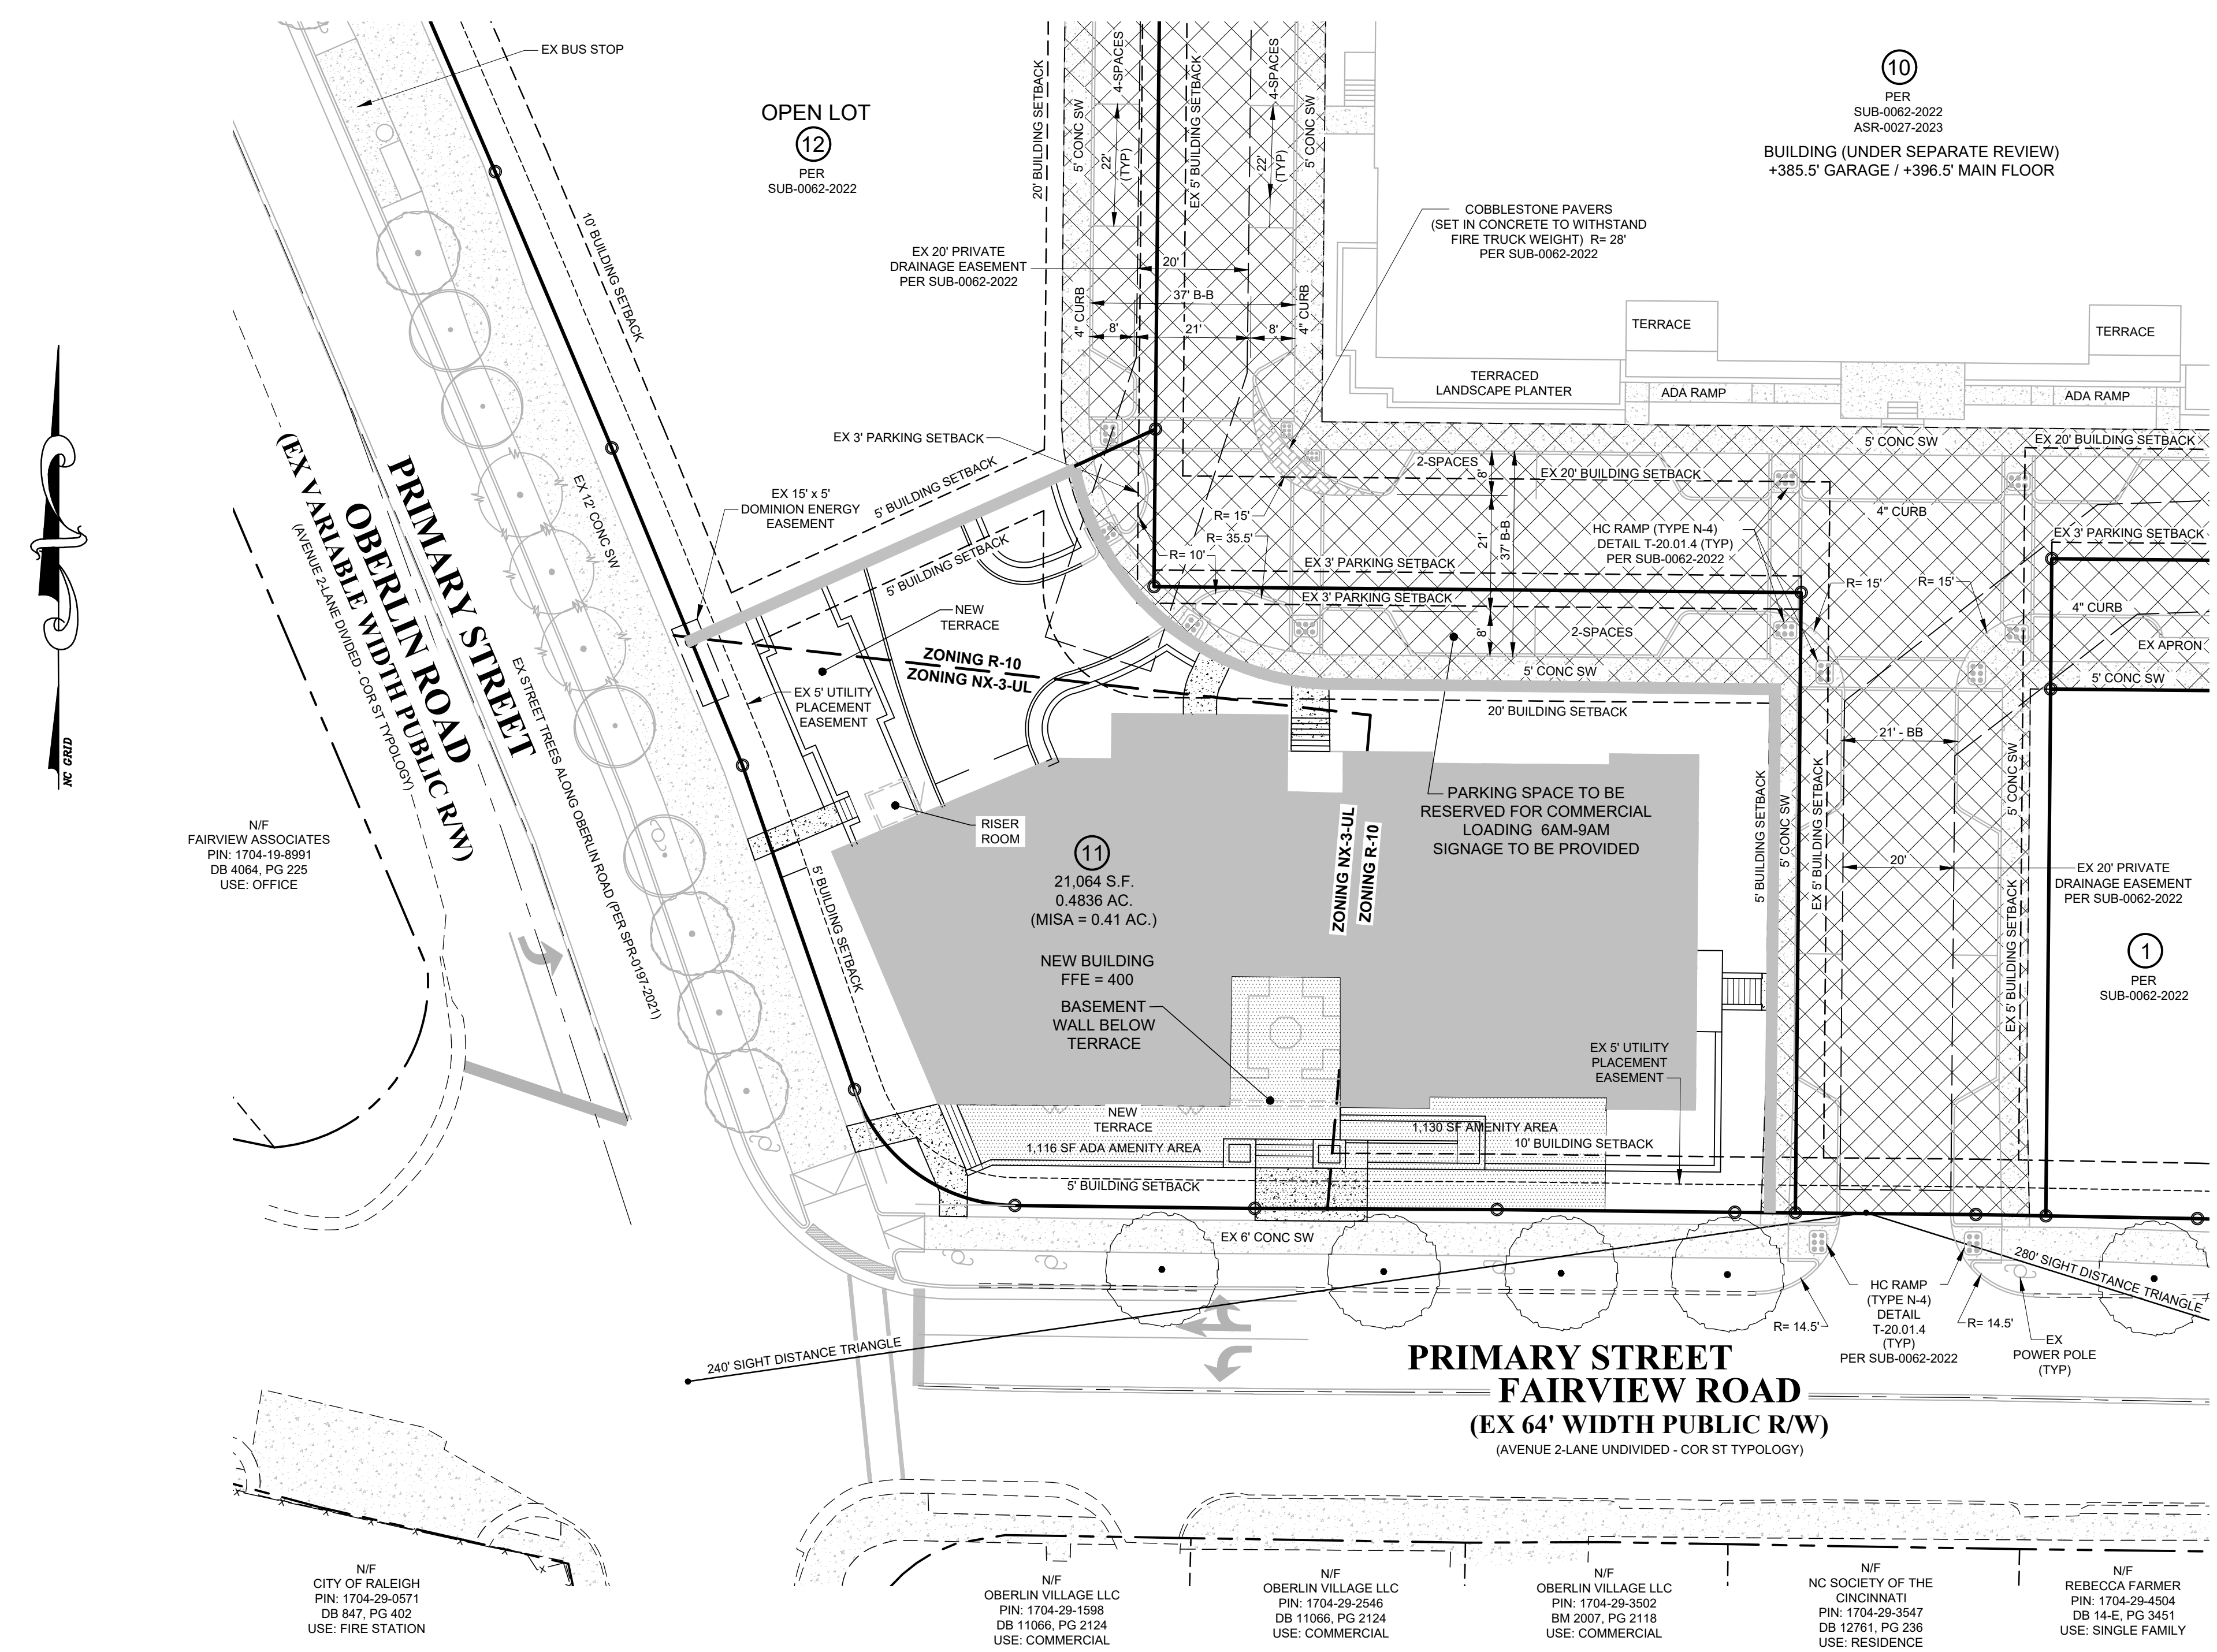 EX BUS STOP
OPEN LOT
12
PER
SUB-0062-2022
10' BUILDING SETBACK
20' BUILDING SETBACK
5' CONC SW
4-SPACES
22'
(TYP)
EX 5' BUILDING SETBACK
4-SPACES
22'
(TYP)
5' CONC SW
10
PER
SUB-0062-2022
ASR-0027-2023
BUILDING (UNDER SEPARATE REVIEW)
+385.5' GARAGE / +396.5' MAIN FLOOR
COBBLESTONE PAVERS
(SET IN CONCRETE TO WITHSTAND
FIRE TRUCK WEIGHT) R= 28'
PER SUB-0062-2022
EX 20' PRIVATE
DRAINAGE EASEMENT
PER SUB-0062-2022
20'
37' B-B
4" CURB
8'
21'
8'
4" CURB
TERRACE
TERRACE
TERRACED
LANDSCAPE PLANTER
ADA RAMP
ADA RAMP
EX 3' PARKING SETBACK
5' BUILDING SETBACK
EX 15' x 5'
DOMINION ENERGY
EASEMENT
5' BUILDING SETBACK
2-SPACES
8'
EX 20' BUILDING SETBACK
5' CONC SW
EX 20' BUILDING SETBACK
4" CURB
R= 15'
R= 35.5'
R= 10'
21'
37' B-B
HC RAMP (TYPE N-4)
DETAIL T-20.01.4 (TYP)
PER SUB-0062-2022
EX 3' PARKING SETBACK
EX 3' PARKING SETBACK
EX 3' PARKING SETBACK
R= 15'
R= 15'
4" CURB
8'
2-SPACES
EX APRON
5' CONC SW
5' CONC SW
EX 12' CONC SW
PRIMARY STREET
OBERLIN ROAD
(EX VARIABLE WIDTH PUBLIC R/W)
(AVENUE 2-LANE DIVIDED - COR ST TYPOLOGY)
EX STREET TREES ALONG OBERLIN ROAD (PER SPR-0197-2021)
NC GRID
NEW
TERRACE
ZONING R-10
ZONING NX-3-UL
EX 5' UTILITY
PLACEMENT
EASEMENT
20' BUILDING SETBACK
21' - BB
5' BUILDING SETBACK
5' CONC SW
EX 5' BUILDING SETBACK
5' CONC SW
EX 5' BUILDING SETBACK
20'
EX 20' PRIVATE
DRAINAGE EASEMENT
PER SUB-0062-2022
1
PER
SUB-0062-2022
PARKING SPACE TO BE
RESERVED FOR COMMERCIAL
LOADING 6AM-9AM
SIGNAGE TO BE PROVIDED
ZONING NX-3-UL
ZONING R-10
RISER
ROOM
N/F
FAIRVIEW ASSOCIATES
PIN: 1704-19-8991
DB 4064, PG 225
USE: OFFICE
5' BUILDING SETBACK
11
21,064 S.F.
0.4836 AC.
(MISA = 0.41 AC.)
NEW BUILDING
FFE = 400
BASEMENT
WALL BELOW
TERRACE
EX 5' UTILITY
PLACEMENT
EASEMENT
NEW
TERRACE
1,116 SF ADA AMENITY AREA
1,130 SF AMENITY AREA
10' BUILDING SETBACK
5' BUILDING SETBACK
EX 6' CONC SW
240' SIGHT DISTANCE TRIANGLE
280' SIGHT DISTANCE TRIANGLE
R= 14.5'
HC RAMP
(TYPE N-4)
DETAIL
T-20.01.4
(TYP)
PER SUB-0062-2022
R= 14.5'
EX
POWER POLE
(TYP)
PRIMARY STREET
FAIRVIEW ROAD
(EX 64' WIDTH PUBLIC R/W)
(AVENUE 2-LANE UNDIVIDED - COR ST TYPOLOGY)
N/F
CITY OF RALEIGH
PIN: 1704-29-0571
DB 847, PG 402
USE: FIRE STATION
N/F
OBERLIN VILLAGE LLC
PIN: 1704-29-1598
DB 11066, PG 2124
USE: COMMERCIAL
N/F
OBERLIN VILLAGE LLC
PIN: 1704-29-2546
DB 11066, PG 2124
USE: COMMERCIAL
N/F
OBERLIN VILLAGE LLC
PIN: 1704-29-3502
BM 2007, PG 2118
USE: COMMERCIAL
N/F
NC SOCIETY OF THE
CINCINNATI
PIN: 1704-29-3547
DB 12761, PG 236
USE: RESIDENCE
N/F
REBECCA FARMER
PIN: 1704-29-4504
DB 14-E, PG 3451
USE: SINGLE FAMILY